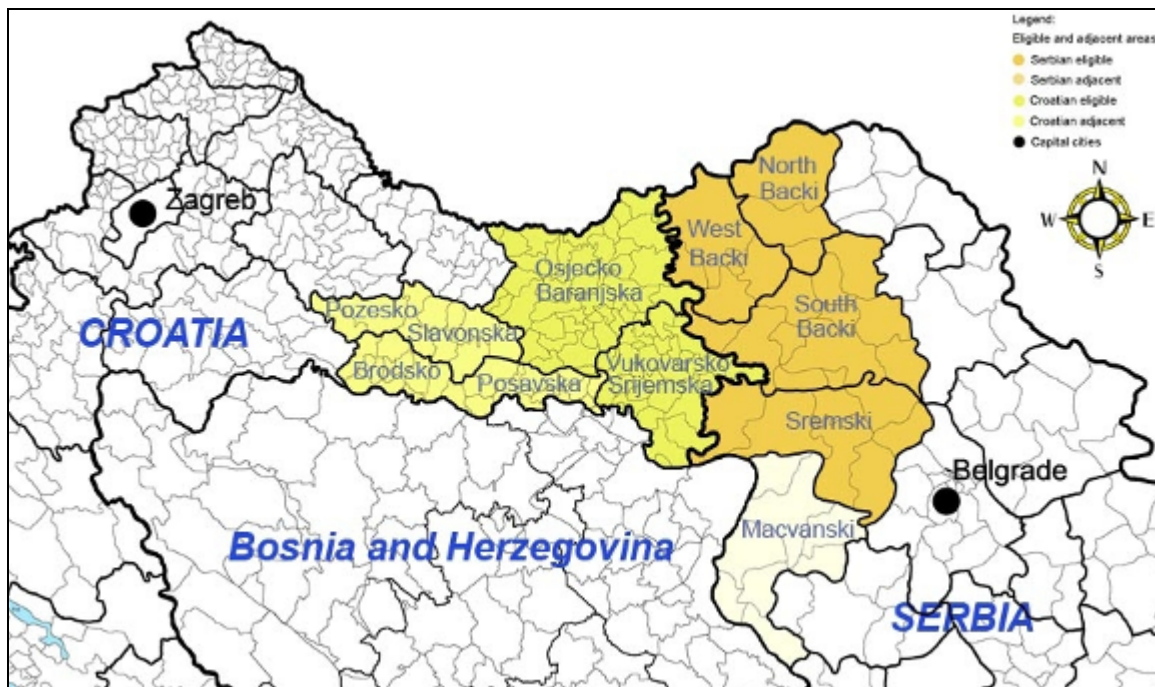 Legend:
Eligible and adjacent areas
Serbian eligible
Serbian adjacent
Croatian eligible
Croatian adjacent
Capital cities
N
W E
S
North
Backi
Zagreb
West
Backi
Osjecko
Baranjska
South
Backi
Pozesko
Slavonska
CROATIA
Brodsko
Posavska
Vukovarsko
Srijemska
Sremski
Belgrade
Macvanski
Bosnia and Herzegovina
SERBIA